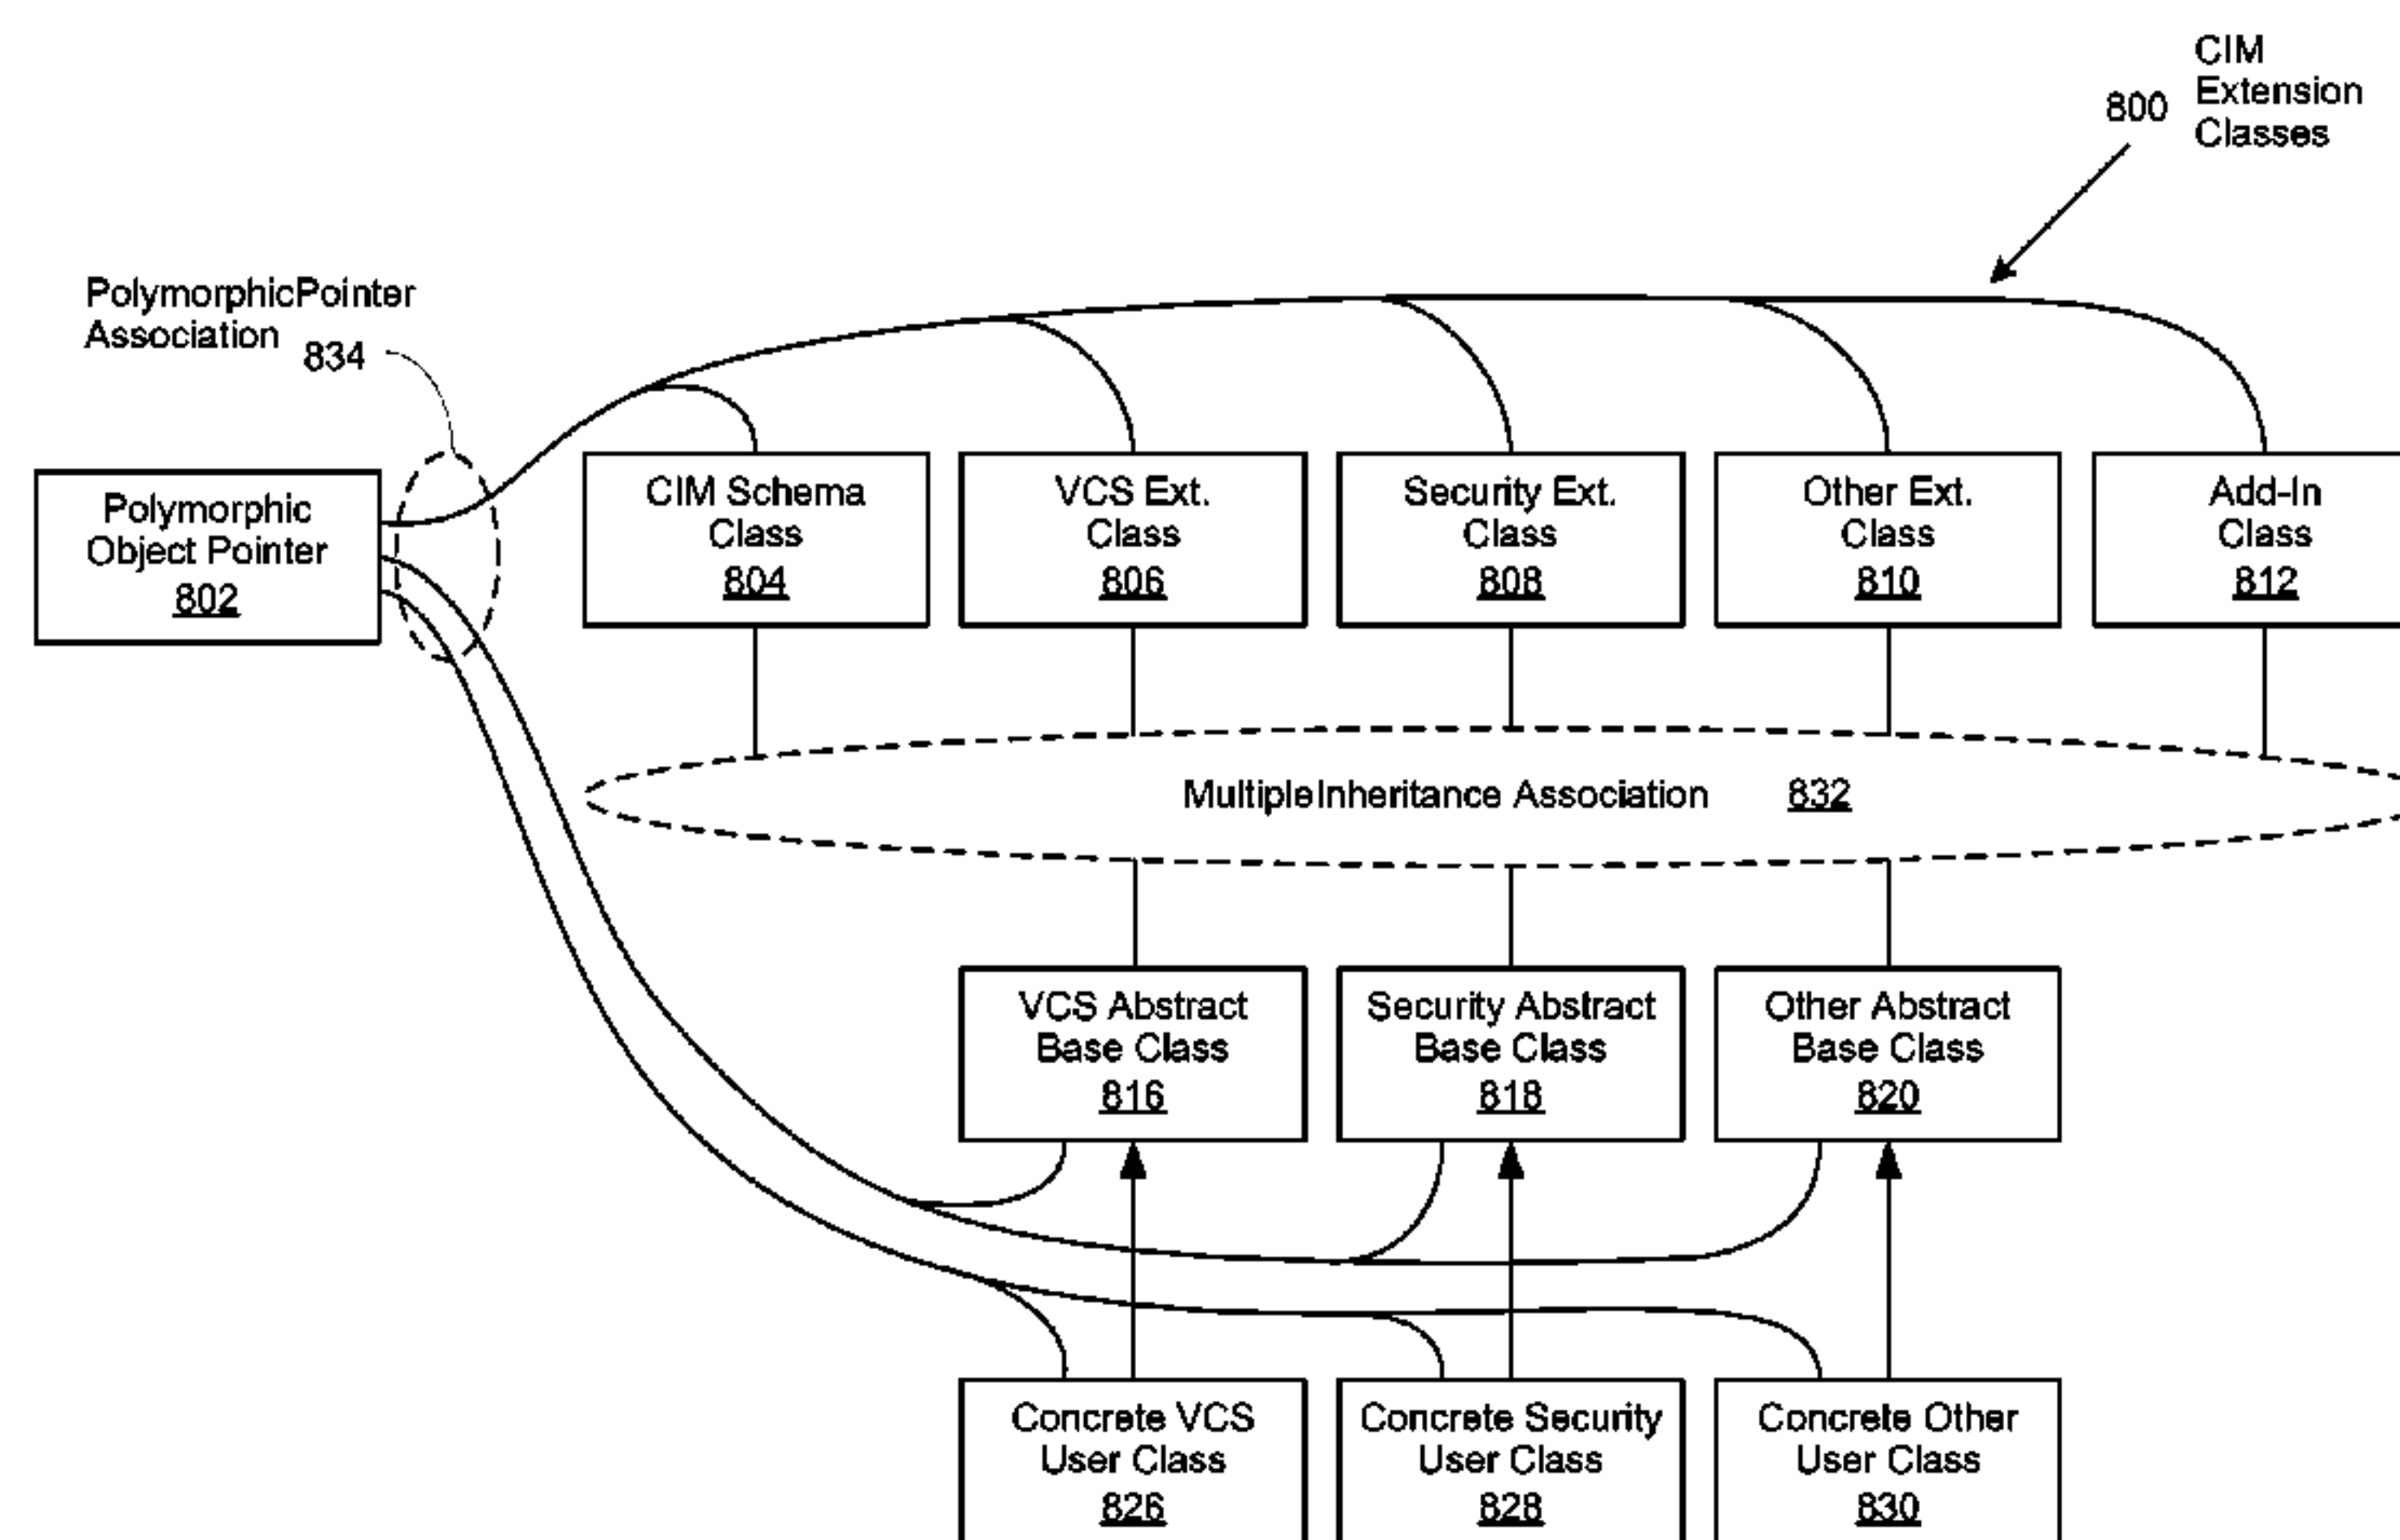 CIM
Extension
Classes
800
PolymorphicPointer
Association
834
Polymorphic
Object Pointer
802
CIM Schema
Class
804
VCS Ext.
Class
806
Security Ext.
Class
808
Other Ext.
Class
810
Add-In
Class
812
MultipleInheritance Association 832
VCS Abstract
Base Class
816
Security Abstract
Base Class
818
Other Abstract
Base Class
820
Concrete VCS
User Class
826
Concrete Security
User Class
828
Concrete Other
User Class
830